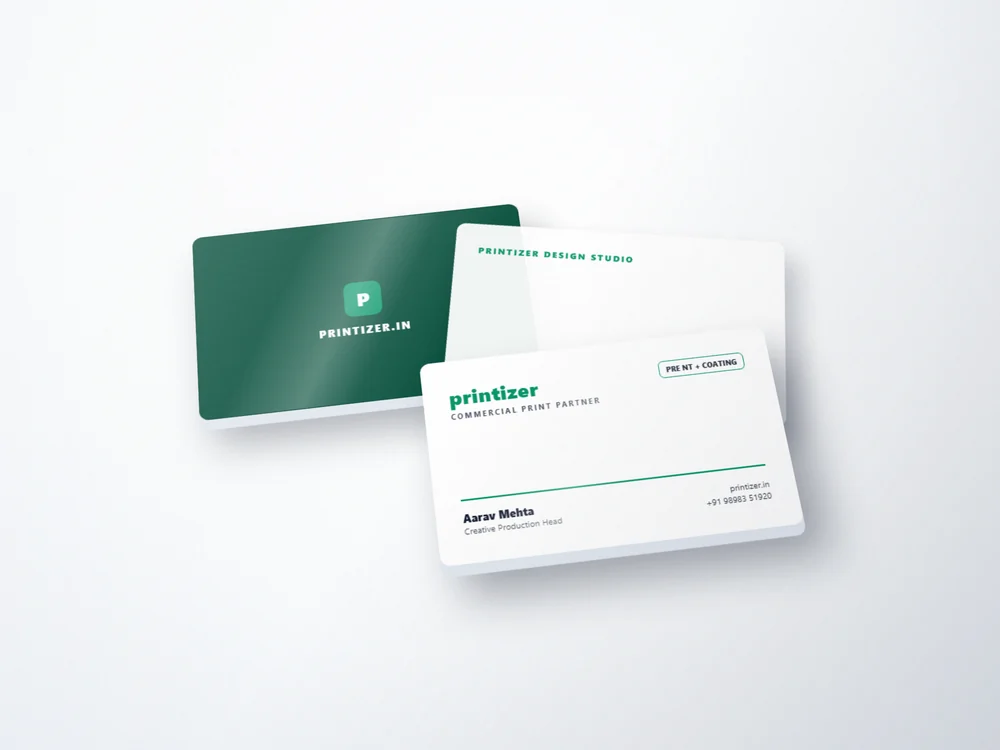 P
PRINTIZER.IN
PRINTIZER DESIGN STUDIO
PRE NT + COATING
printizer
COMMERCIAL PRINT PARTNER
Aarav Mehta
Creative Production Head
printizer.in
+91 98983 51920